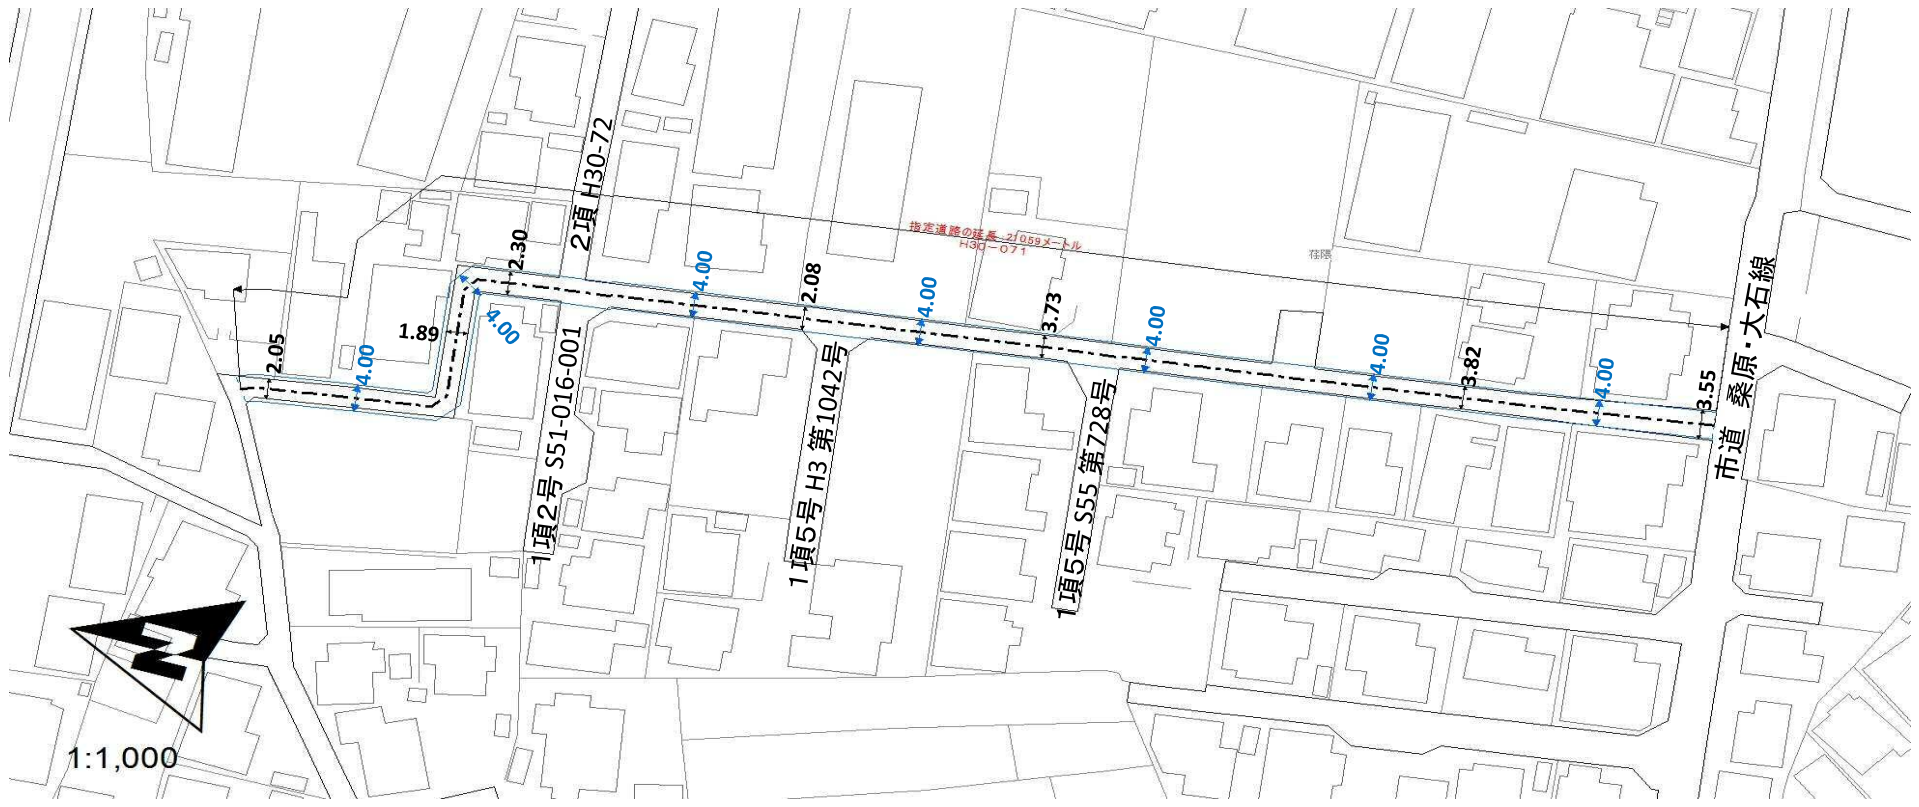 2項 H30-72
指定道路の延長:210.59メートル
H30-071
2.30
4.00
2.08
4.00
3.73
4.00
4.00
3.82
4.00
3.55
市道 桑原・大石線
2.05
4.00
1.89
4.00
1項2号 S51-016-001
1項5号 H3 第1042号
1項5号 S55 第728号
N
1:1,000